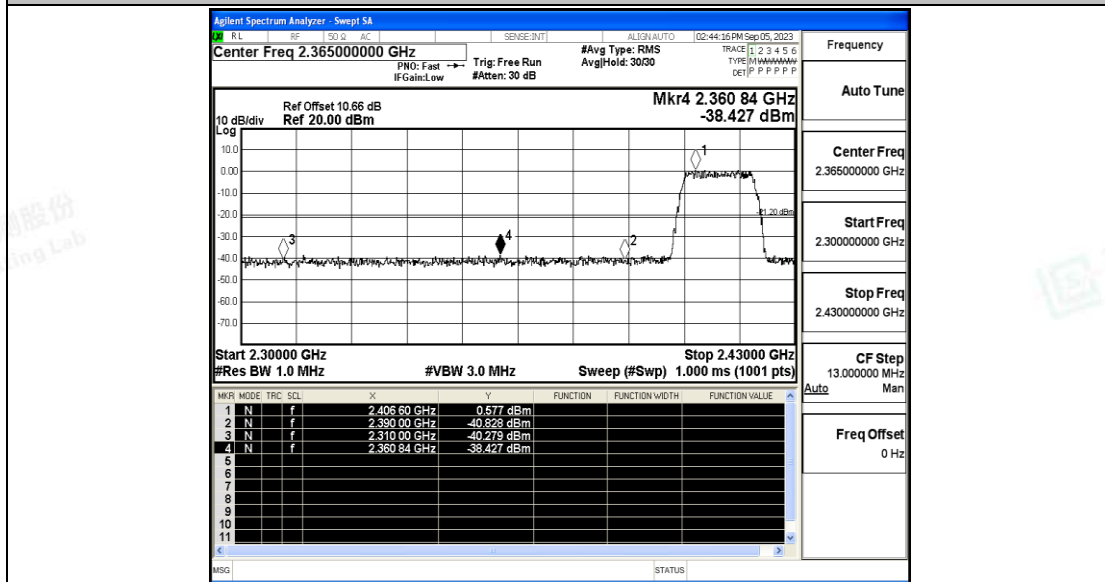 Agilent Spectrum Analyzer - Swept SA
RL RF 50 Ω AC SENSE:INT ALIGNAUTO 02:44:16 PM Sep 05, 2023
Center Freq 2.365000000 GHz
PNO: Fast
IFGain:Low
Trig: Free Run
#Atten: 30 dB
#Avg Type: RMS
Avg|Hold: 30/30
TRACE 1 2 3 4 5 6
TYPE MWWWWW
DET P P P P P P
Mkr4 2.360 84 GHz
-38.427 dBm
Ref Offset 10.66 dB
10 dB/div Ref 20.00 dBm
Log
10.0
0.00
-10.0
-20.0
-30.0
-40.0
-50.0
-60.0
-70.0
1
2
3
4
-21.20 dBm
Start 2.30000 GHz Stop 2.43000 GHz
#Res BW 1.0 MHz #VBW 3.0 MHz Sweep (#Swp) 1.000 ms (1001 pts)
MKR MODE TRC SCL X Y FUNCTION FUNCTION WIDTH FUNCTION VALUE
1 N f 2.406 60 GHz 0.577 dBm
2 N f 2.390 00 GHz -40.828 dBm
3 N f 2.310 00 GHz -40.279 dBm
4 N f 2.360 84 GHz -38.427 dBm
5
6
7
8
9
10
11
MSG STATUS
Frequency
Auto Tune
Center Freq
2.365000000 GHz
Start Freq
2.300000000 GHz
Stop Freq
2.430000000 GHz
CF Step
13.000000 MHz
Auto Man
Freq Offset
0 Hz
股份
Lab